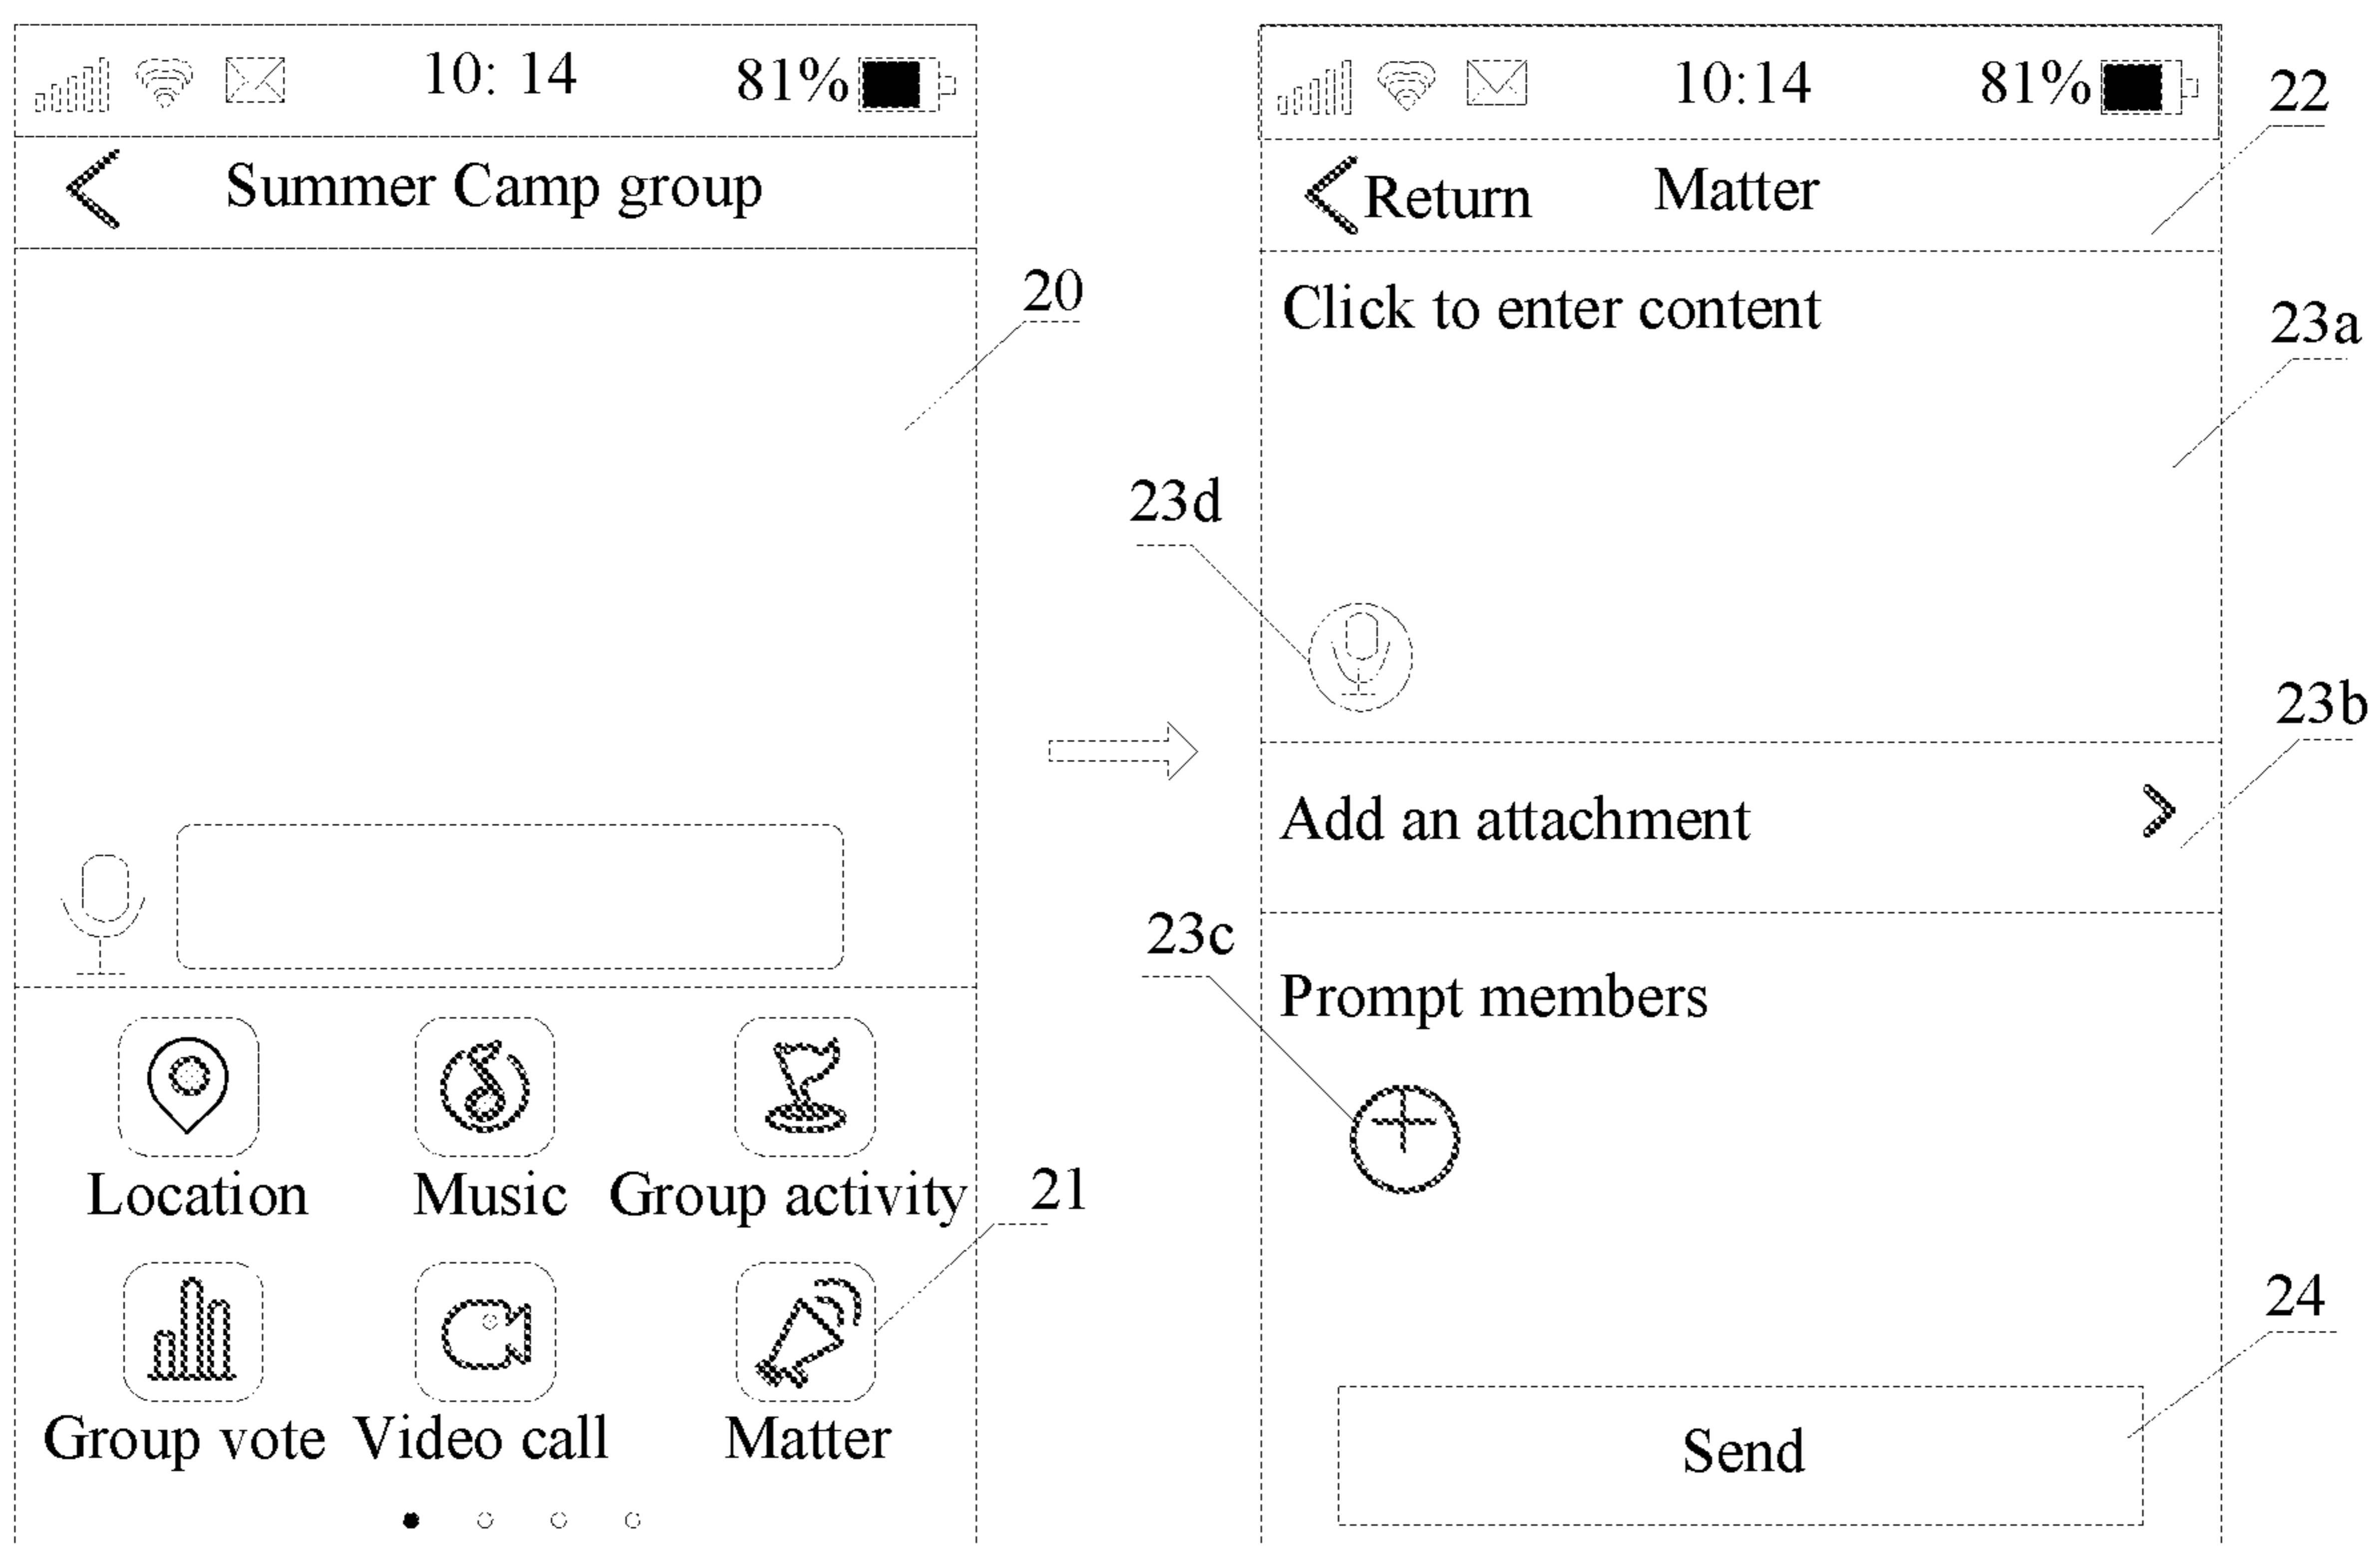 10: 14 81%
Summer Camp group
20
Location Music Group activity
21
Group vote Video call Matter
10:14 81%
22
Return Matter
Click to enter content
23a
23d
23b
Add an attachment
23c
Prompt members
24
Send